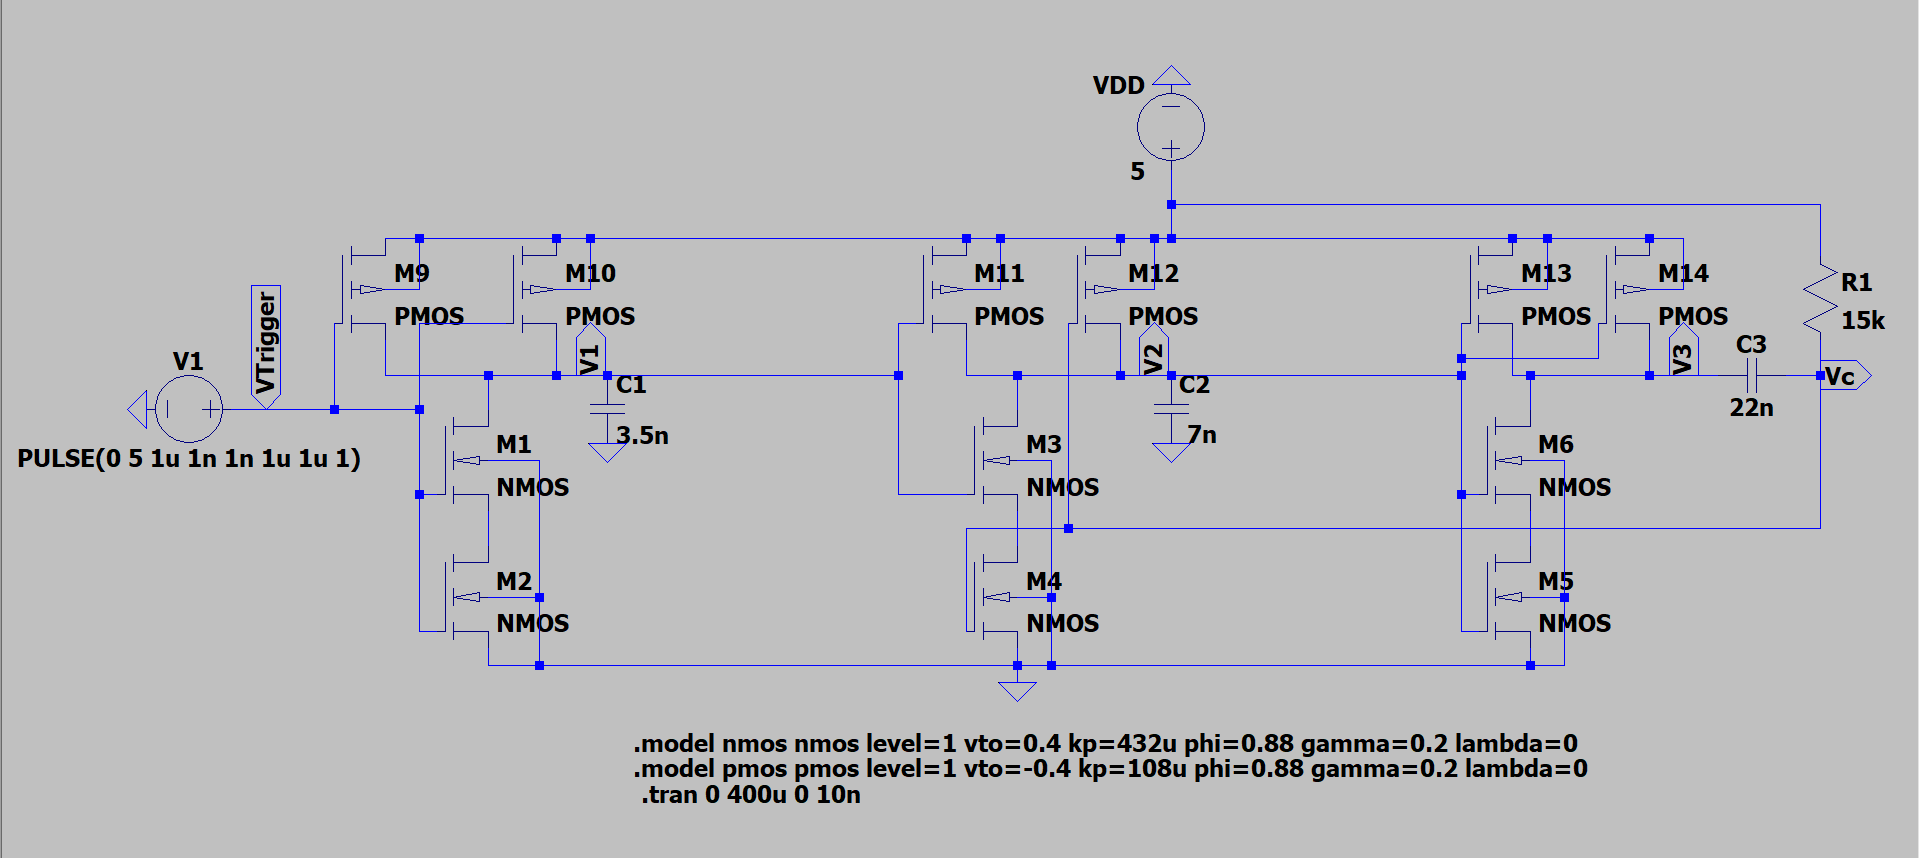 VDD
5
M9
PMOS
M10
PMOS
M11
PMOS
M12
PMOS
M13
PMOS
M14
PMOS
R1
15k
VTrigger
V1
V2
V3
C3
22n
Vc
V1
PULSE(0 5 1u 1n 1n 1u 1u 1)
C1
3.5n
C2
7n
M1
NMOS
M3
NMOS
M6
NMOS
M2
NMOS
M4
NMOS
M5
NMOS
.model nmos nmos level=1 vto=0.4 kp=432u phi=0.88 gamma=0.2 lambda=0
.model pmos pmos level=1 vto=-0.4 kp=108u phi=0.88 gamma=0.2 lambda=0
.tran 0 400u 0 10n